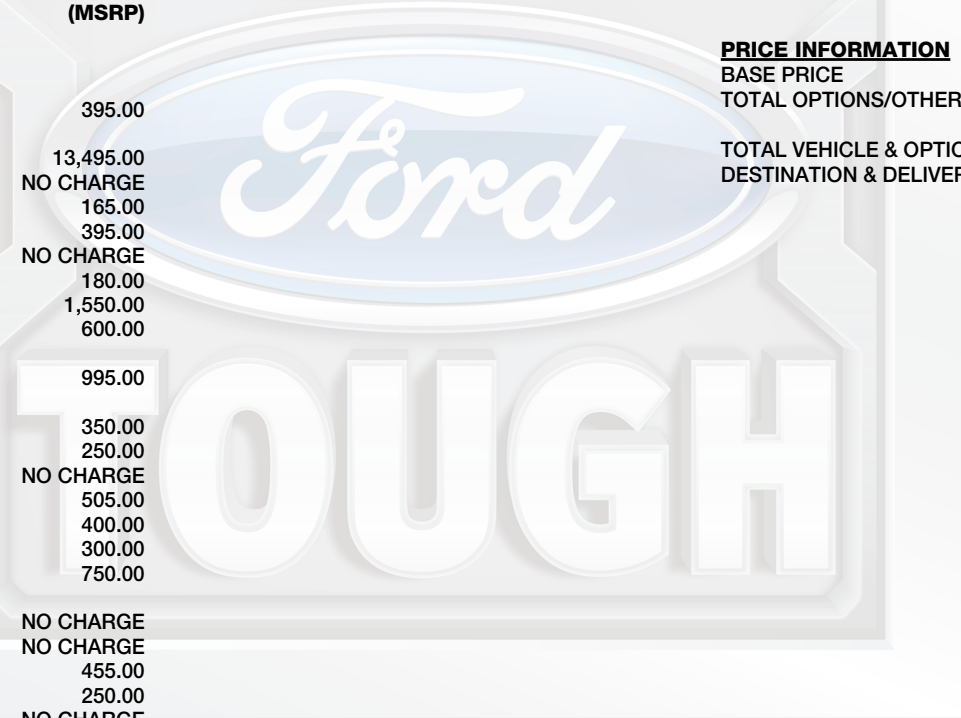 (MSRP)
395.00
13,495.00
NO CHARGE
165.00
395.00
NO CHARGE
180.00
1,550.00
600.00
995.00
350.00
250.00
NO CHARGE
505.00
400.00
300.00
750.00
NO CHARGE
NO CHARGE
455.00
250.00
NO CHARGE
PRICE INFORMATION
BASE PRICE
TOTAL OPTIONS/OTHER
TOTAL VEHICLE & OPTIO
DESTINATION & DELIVER
Ford
TOUGH